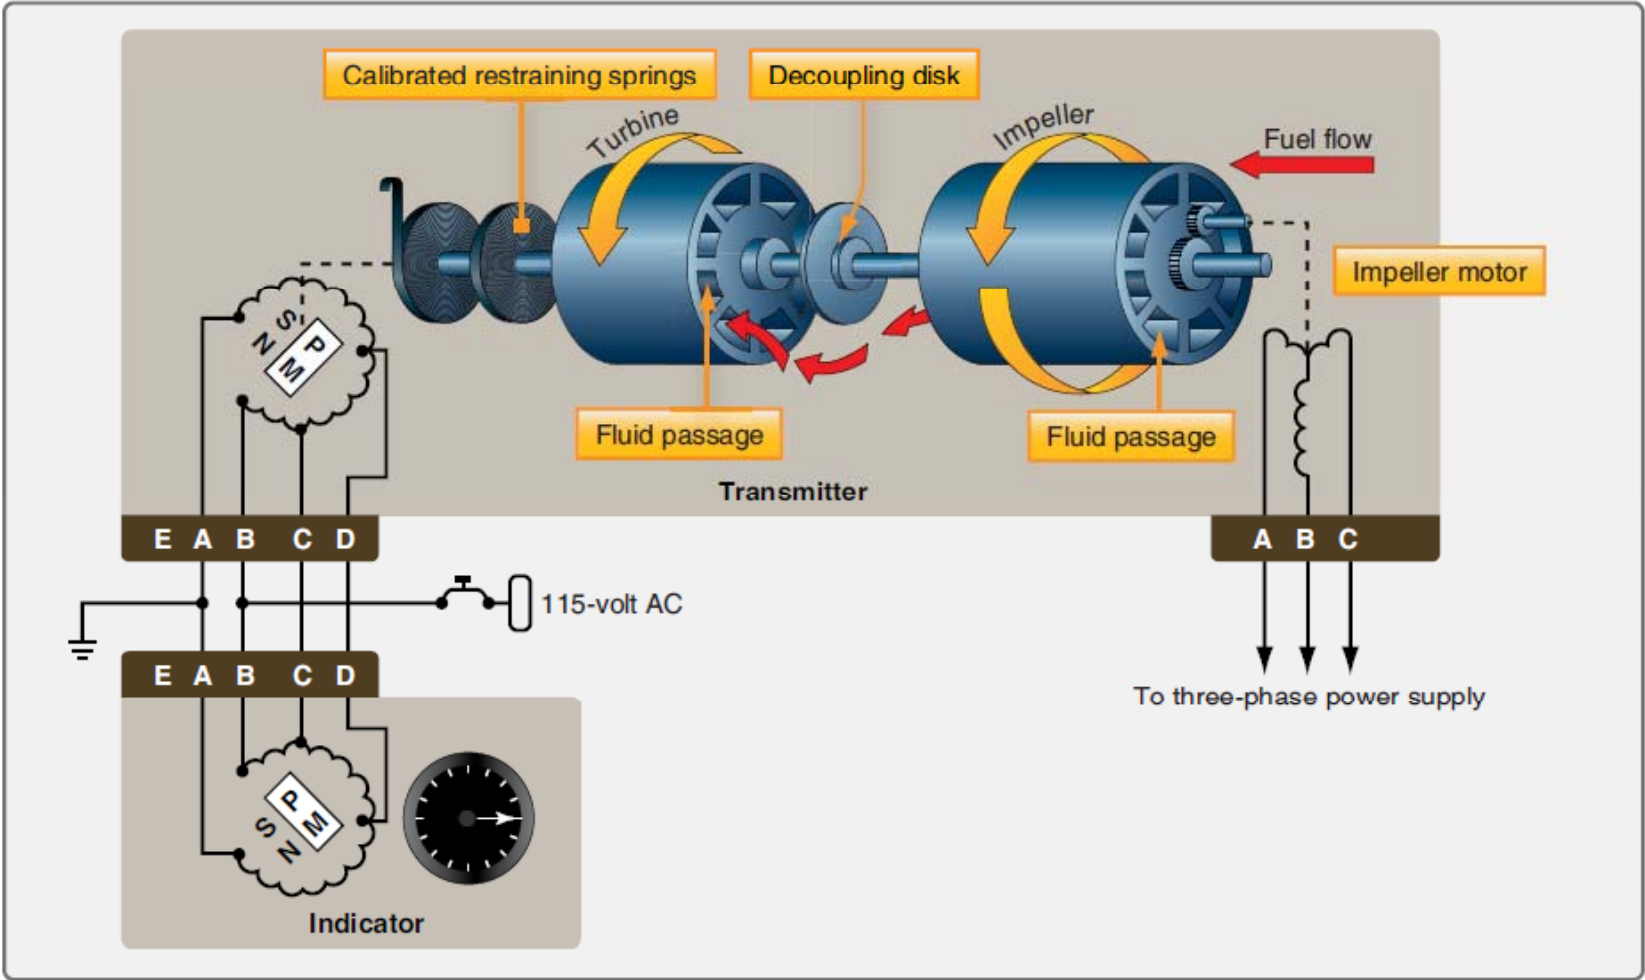 Calibrated restraining springs
Decoupling disk
Turbine
Impeller
Fuel flow
Impeller motor
S
N
P
M
Fluid passage
Fluid passage
Transmitter
E A B C D
A B C
115-volt AC
E A B C D
To three-phase power supply
P
M
S
N
Indicator